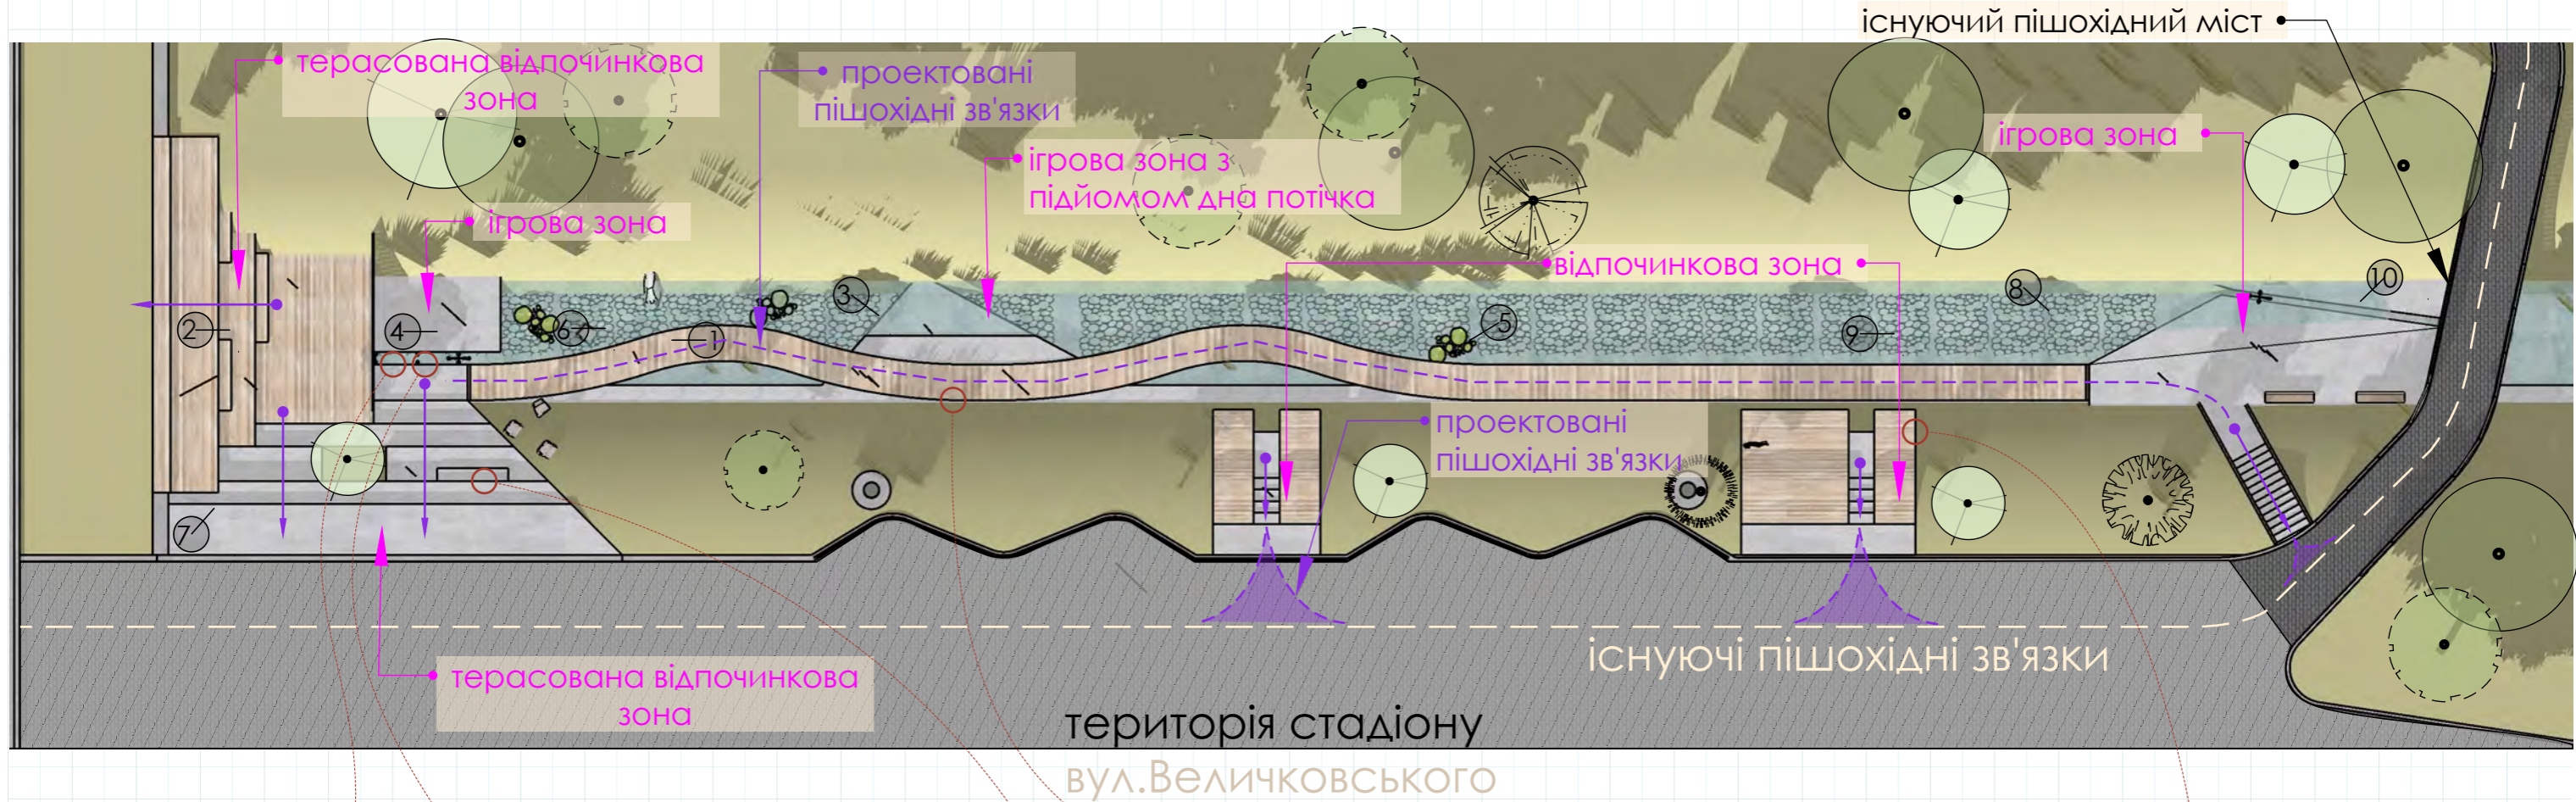 існуючий пішохідний міст
терасована відпочинкова
зона
проектовані
пішохідні зв'язки
ігрова зона з
підйомом дна потічка
ігрова зона
ігрова зона
відпочинкова зона
1
2
3
4
5
6
7
8
9
10
проектовані
пішохідні зв'язки
терасована відпочинкова
зона
існуючі пішохідні зв'язки
територія стадіону
вул.Величковського